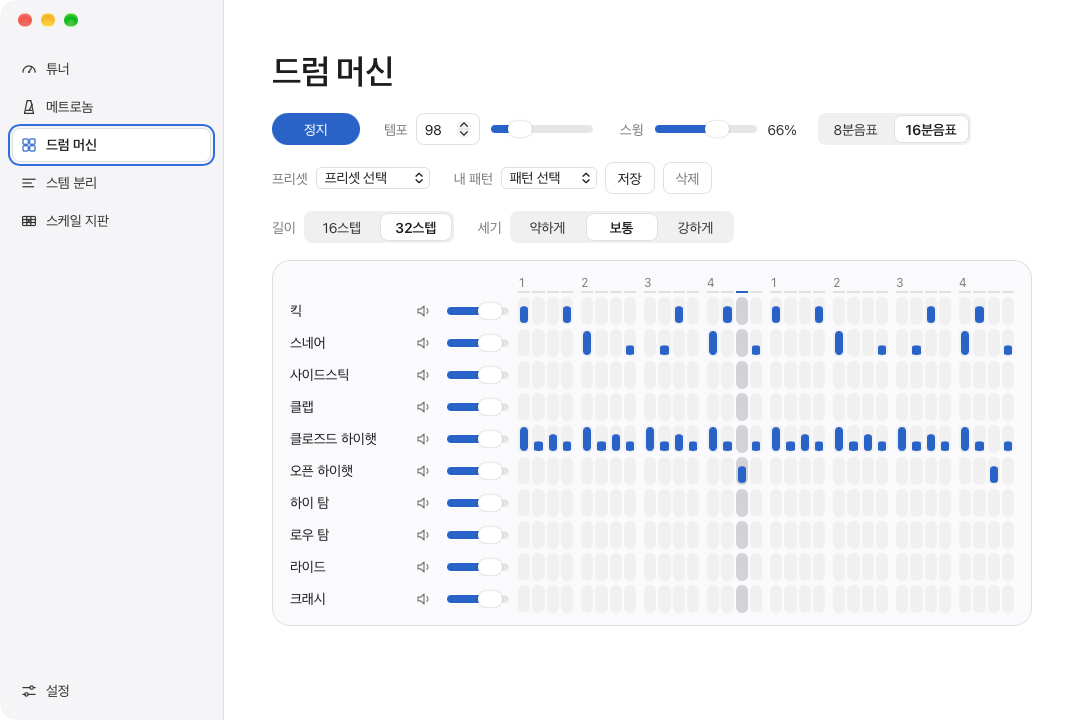 튜너
메트로놈
드럼 머신
스템 분리
스케일 지판
설정
드럼 머신
정지 템포 98 스윙 66% 8분음표 16분음표
프리셋 프리셋 선택 내 패턴 패턴 선택 저장 삭제
길이 16스텝 32스텝 세기 약하게 보통 강하게
1 2 3 4 1 2 3 4
킥
스네어
사이드스틱
클랩
클로즈드 하이햇
오픈 하이햇
하이 탐
로우 탐
라이드
크래시